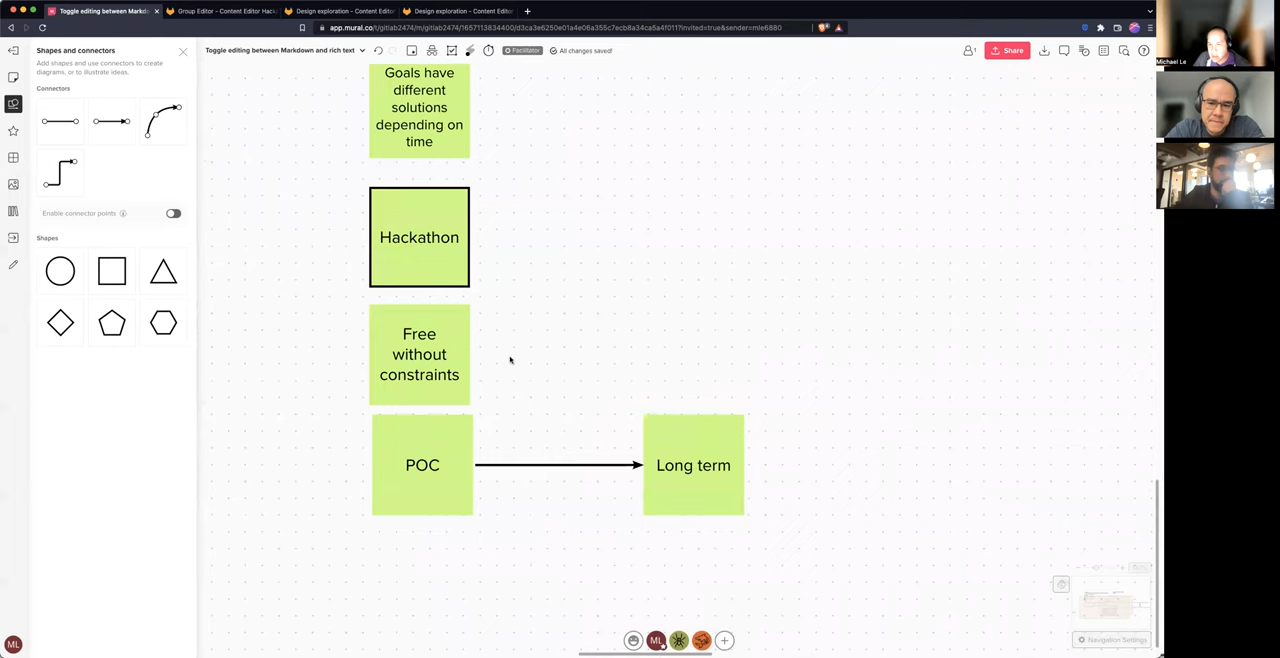 Toggle editing between Markdo
Group Editor - Content Editor Hack
Design exploration - Content Editor
Design exploration - Content Editor
app.mural.co/t/gitlab2474/m/gitlab2474/1657113834400/d3ca3e6250e01a4e06a355c7ecb8a34ca5a4f011?invited=true&sender=mle6880
Shapes and connectors
Add shapes and use connectors to create
diagrams, or to illustrate ideas.
Connectors
Enable connector points
Shapes
Toggle editing between Markdown and rich text
Facilitator
All changes saved!
1
Share
Goals have
different
solutions
depending on
time
Hackathon
Free
without
constraints
POC
Long term
ML
ML
Navigation Settings
Michael Le